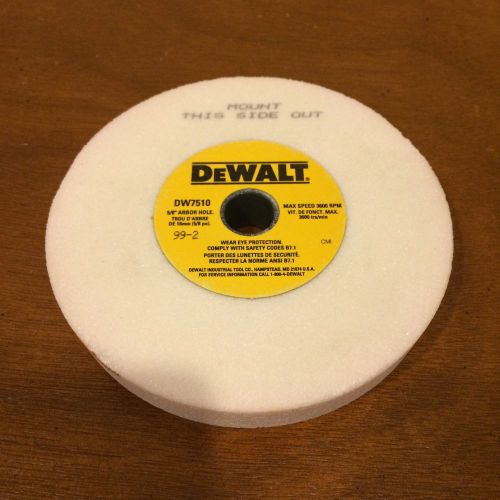 MOUNT
THIS SIDE OUT
DEWALT
DW7510
5/8" ARBOR HOLE.
TROU D'ARBRE
DE 16mm (5/8 po).
99-2
MAX SPEED 3600 RPM
VIT. DE FONCT. MAX.
3600 trs/min
CMI
WEAR EYE PROTECTION.
COMPLY WITH SAFETY CODES B7.1
PORTER DES LUNETTES DE SECURITÉ.
RESPECTER LA NORME ANSI B7.1
DEWALT INDUSTRIAL TOOL CO., HAMPSTEAD, MD 21074 U.S.A.
FOR SERVICE INFORMATION CALL 1-800-4-DEWALT